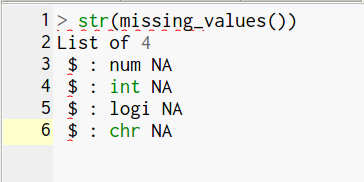 1 > str(missing_values())
2 List of 4
3  $ : num NA
4  $ : int NA
5  $ : logi NA
6  $ : chr NA